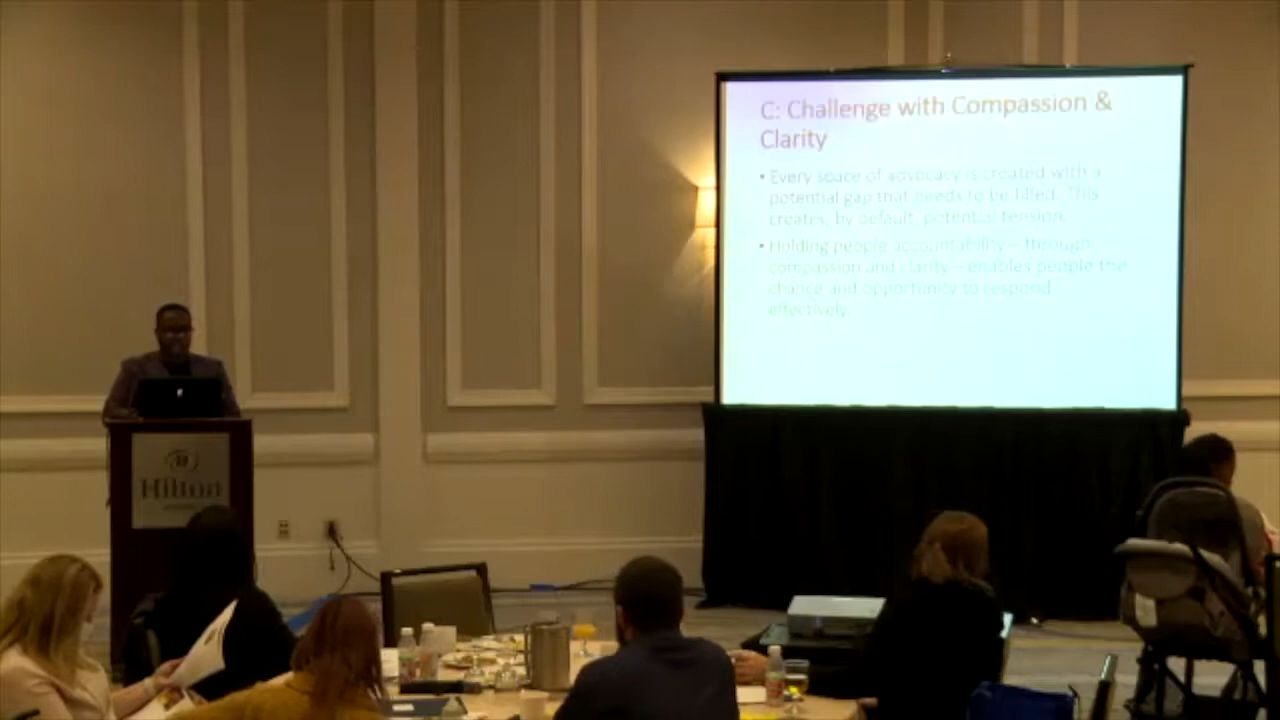 C: Challenge with Compassion &
Clarity
• Every space of advocacy is created with a
potential gap that needs to be filled. This
creates, by default, potential tension.
• Holding people accountability – through
compassion and clarity – enables people the
chance and opportunity to respond
effectively.
Hilton